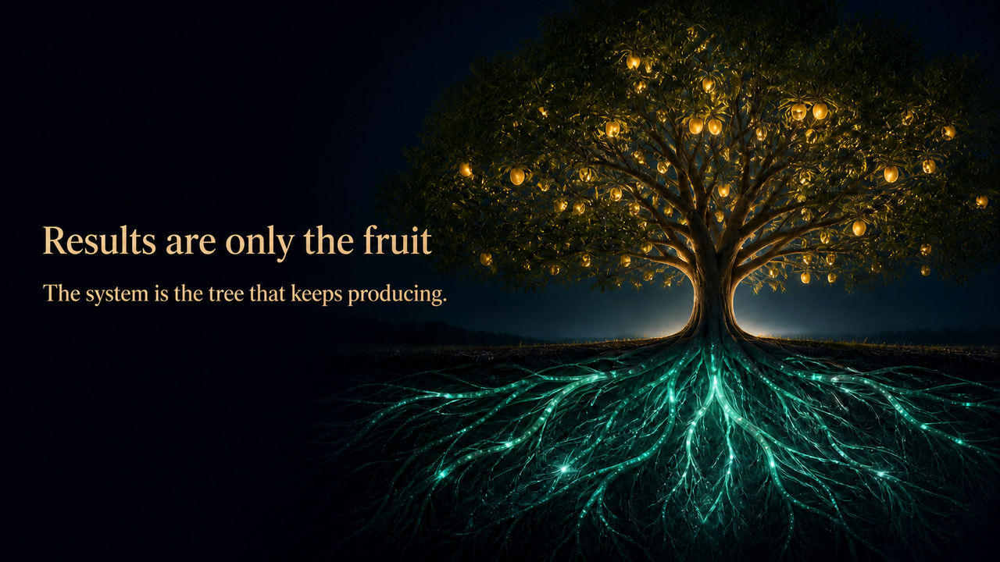 Results are only the fruit
The system is the tree that keeps producing.